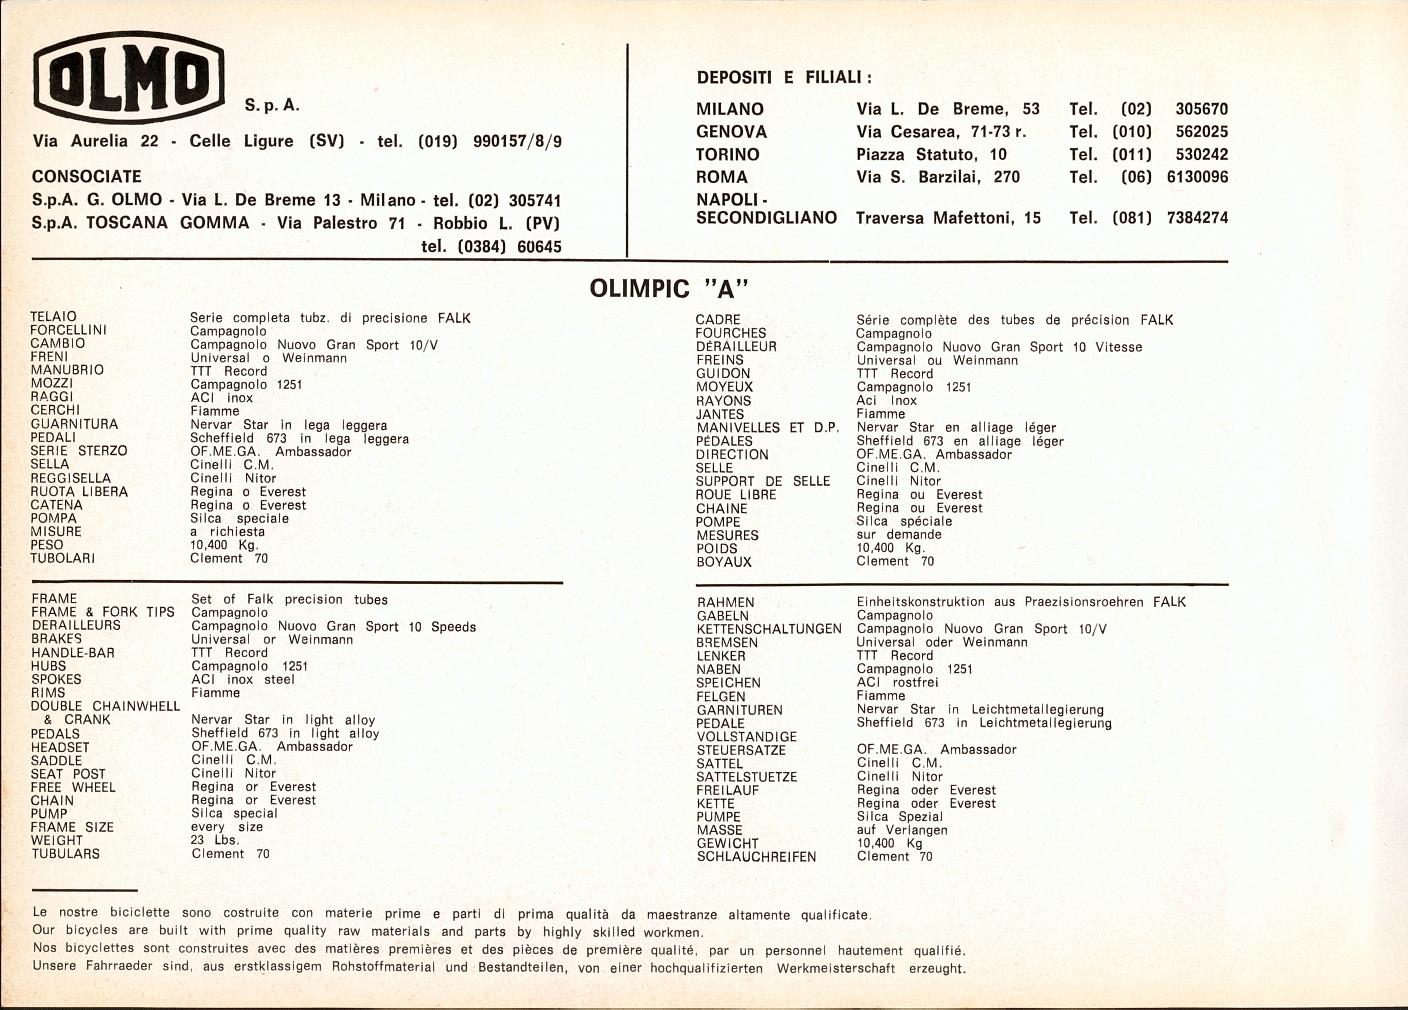 OLMO S.p.A.
Via Aurelia 22 - Celle Ligure (SV) - tel. (019) 990157/8/9
CONSOCIATE
S.p.A. G. OLMO - Via L. De Breme 13 - Milano - tel. (02) 305741
S.p.A. TOSCANA GOMMA - Via Palestro 71 - Robbio L. (PV)
tel. (0384) 60645
DEPOSITI E FILIALI :
MILANO Via L. De Breme, 53 Tel. (02) 305670
GENOVA Via Cesarea, 71-73 r. Tel. (010) 562025
TORINO Piazza Statuto, 10 Tel. (011) 530242
ROMA Via S. Barzilai, 270 Tel. (06) 6130096
NAPOLI -
SECONDIGLIANO Traversa Mafettoni, 15 Tel. (081) 7384274
OLIMPIC "A"
TELAIO Serie completa tubz. di precisione FALK
FORCELLINI Campagnolo
CAMBIO Campagnolo Nuovo Gran Sport 10/V
FRENI Universal o Weinmann
MANUBRIO TTT Record
MOZZI Campagnolo 1251
RAGGI ACI inox
CERCHI Fiamme
GUARNITURA Nervar Star in lega leggera
PEDALI Scheffield 673 in lega leggera
SERIE STERZO OF.ME.GA. Ambassador
SELLA Cinelli C.M.
REGGISELLA Cinelli Nitor
RUOTA LIBERA Regina o Everest
CATENA Regina o Everest
POMPA Silca speciale
MISURE a richiesta
PESO 10,400 Kg.
TUBOLARI Clement 70
CADRE Série complète des tubes de précision FALK
FOURCHES Campagnolo
DÉRAILLEUR Campagnolo Nuovo Gran Sport 10 Vitesse
FREINS Universal ou Weinmann
GUIDON TTT Record
MOYEUX Campagnolo 1251
RAYONS Aci Inox
JANTES Fiamme
MANIVELLES ET D.P. Nervar Star en alliage léger
PÉDALES Sheffield 673 en alliage léger
DIRECTION OF.ME.GA. Ambassador
SELLE Cinelli C.M.
SUPPORT DE SELLE Cinelli Nitor
ROUE LIBRE Regina ou Everest
CHAINE Regina ou Everest
POMPE Silca spéciale
MESURES sur demande
POIDS 10,400 Kg.
BOYAUX Clement 70
FRAME Set of Falk precision tubes
FRAME & FORK TIPS Campagnolo
DERAILLEURS Campagnolo Nuovo Gran Sport 10 Speeds
BRAKES Universal or Weinmann
HANDLE-BAR TTT Record
HUBS Campagnolo 1251
SPOKES ACI inox steel
RIMS Fiamme
DOUBLE CHAINWHELL
& CRANK Nervar Star in light alloy
PEDALS Sheffield 673 in light alloy
HEADSET OF.ME.GA. Ambassador
SADDLE Cinelli C.M.
SEAT POST Cinelli Nitor
FREE WHEEL Regina or Everest
CHAIN Regina or Everest
PUMP Silca special
FRAME SIZE every size
WEIGHT 23 Lbs.
TUBULARS Clement 70
RAHMEN Einheitskonstruktion aus Praezisionsroehren FALK
GABELN Campagnolo
KETTENSCHALTUNGEN Campagnolo Nuovo Gran Sport 10/V
BREMSEN Universal oder Weinmann
LENKER TTT Record
NABEN Campagnolo 1251
SPEICHEN ACI rostfrei
FELGEN Fiamme
GARNITUREN Nervar Star in Leichtmetallegierung
PEDALE Sheffield 673 in Leichtmetallegierung
VOLLSTANDIGE
STEUERSATZE OF.ME.GA. Ambassador
SATTEL Cinelli C.M.
SATTELSTUETZE Cinelli Nitor
FREILAUF Regina oder Everest
KETTE Regina oder Everest
PUMPE Silca Spezial
MASSE auf Verlangen
GEWICHT 10,400 Kg
SCHLAUCHREIFEN Clement 70
Le nostre biciclette sono costruite con materie prime e parti di prima qualità da maestranze altamente qualificate.
Our bicycles are built with prime quality raw materials and parts by highly skilled workmen.
Nos bicyclettes sont construites avec des matières premières et des pièces de première qualité, par un personnel hautement qualifié.
Unsere Fahrraeder sind, aus erstklassigem Rohstoffmaterial und Bestandteilen, von einer hochqualifizierten Werkmeisterschaft erzeught.